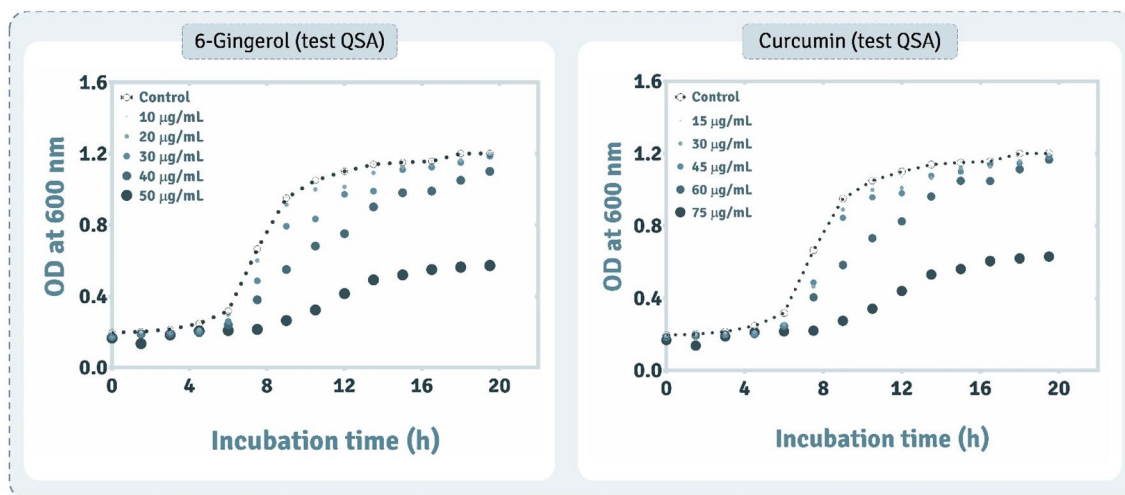 6-Gingerol (test QSA)
OD at 600 nm
1.6
1.2
0.8
0.4
0.0
Control
10 µg/mL
20 µg/mL
30 µg/mL
40 µg/mL
50 µg/mL
0 4 8 12 16 20
Incubation time (h)
Curcumin (test QSA)
OD at 600 nm
1.6
1.2
0.8
0.4
0.0
Control
15 µg/mL
30 µg/mL
45 µg/mL
60 µg/mL
75 µg/mL
0 4 8 12 16 20
Incubation time (h)